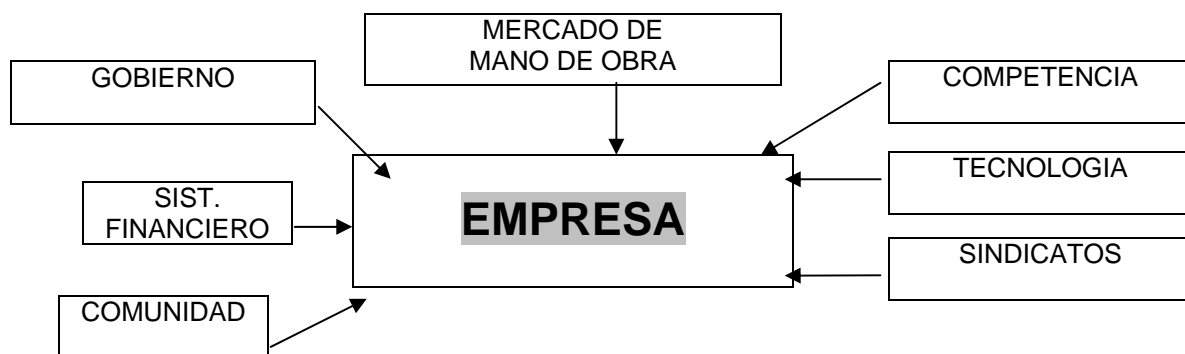 MERCADO DE
MANO DE OBRA
GOBIERNO
COMPETENCIA
SIST.
FINANCIERO
EMPRESA
TECNOLOGIA
SINDICATOS
COMUNIDAD